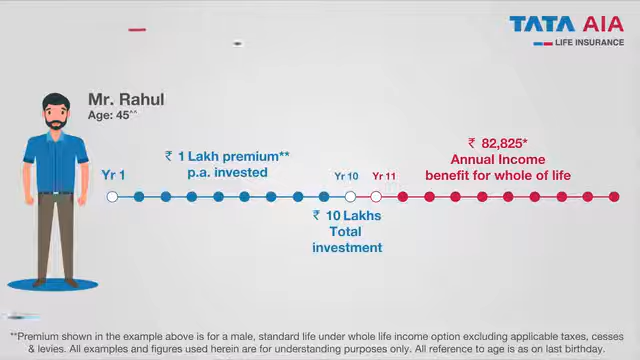 TATA AIA
LIFE INSURANCE
Mr. Rahul
Age: 45^^
₹ 1 Lakh premium**
p.a. invested
₹ 82,825*
Annual Income
benefit for whole of life
Yr 1
Yr 10
Yr 11
₹ 10 Lakhs
Total
investment
**Premium shown in the example above is for a male, standard life under whole life income option excluding applicable taxes, cesses
& levies. All examples and figures used herein are for understanding purposes only. All reference to age is as on last birthday.